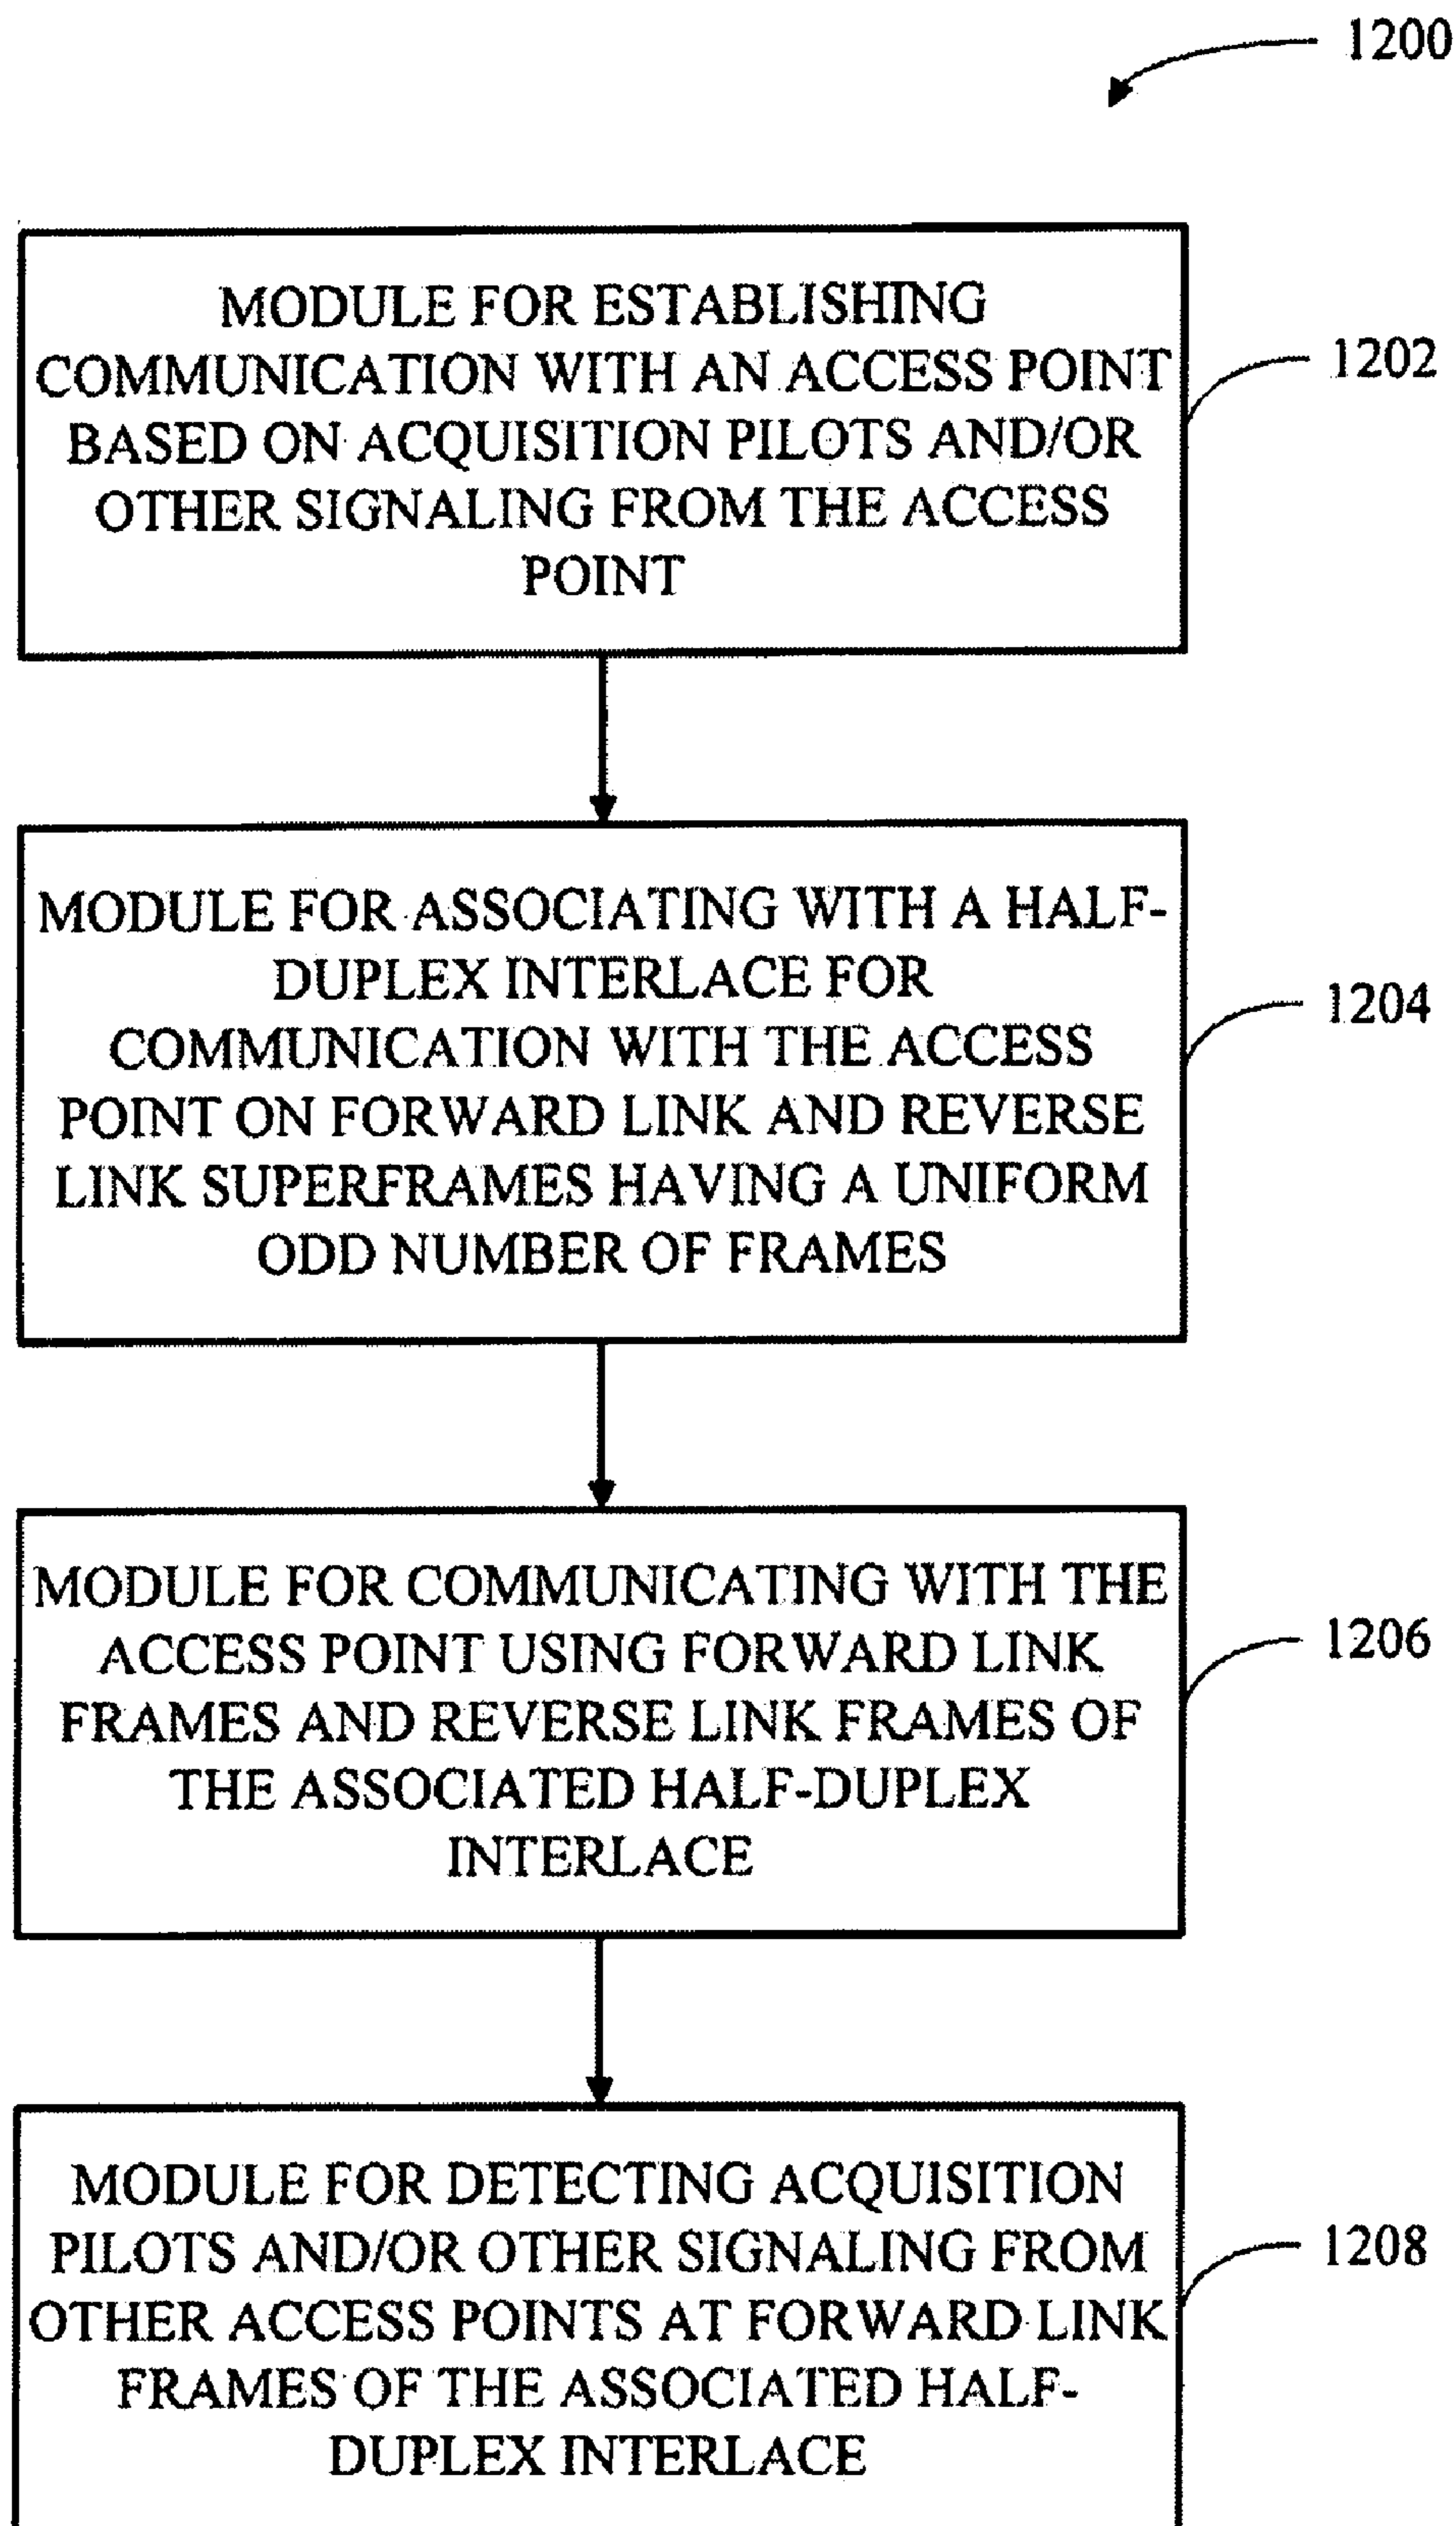 1200
MODULE FOR ESTABLISHING
COMMUNICATION WITH AN ACCESS POINT
BASED ON ACQUISITION PILOTS AND/OR
OTHER SIGNALING FROM THE ACCESS
POINT
1202
MODULE FOR ASSOCIATING WITH A HALF-
DUPLEX INTERLACE FOR
COMMUNICATION WITH THE ACCESS
POINT ON FORWARD LINK AND REVERSE
LINK SUPERFRAMES HAVING A UNIFORM
ODD NUMBER OF FRAMES
1204
MODULE FOR COMMUNICATING WITH THE
ACCESS POINT USING FORWARD LINK
FRAMES AND REVERSE LINK FRAMES OF
THE ASSOCIATED HALF-DUPLEX
INTERLACE
1206
MODULE FOR DETECTING ACQUISITION
PILOTS AND/OR OTHER SIGNALING FROM
OTHER ACCESS POINTS AT FORWARD LINK
FRAMES OF THE ASSOCIATED HALF-
DUPLEX INTERLACE
1208